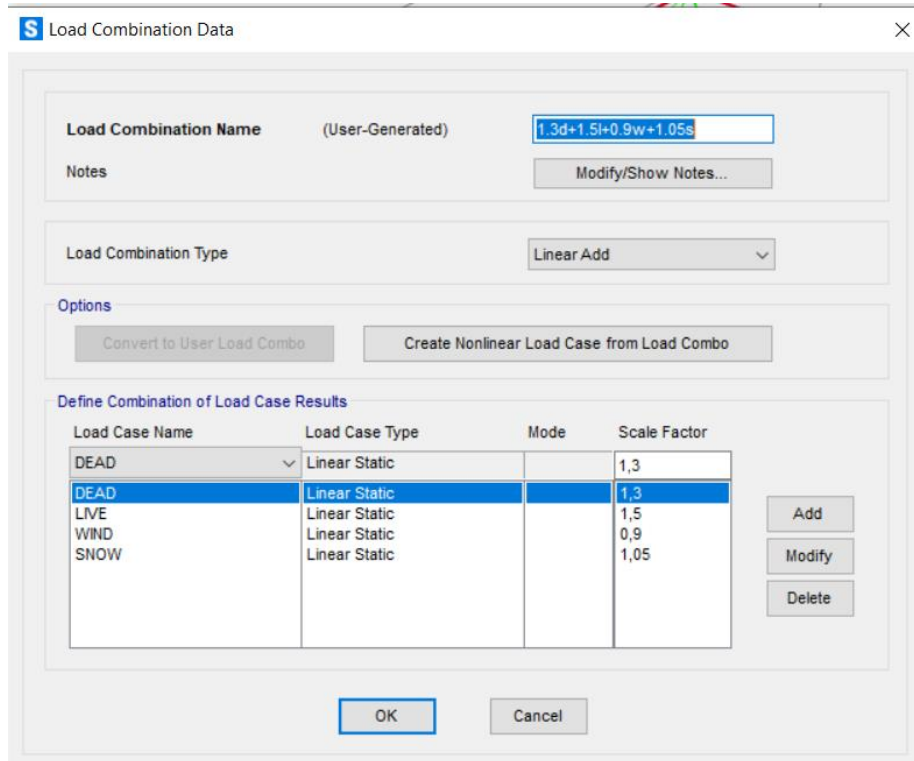 S Load Combination Data
Load Combination Name (User-Generated) 1.3d+1.5l+0.9w+1.05s
Notes Modify/Show Notes...
Load Combination Type Linear Add
Options
Convert to User Load Combo Create Nonlinear Load Case from Load Combo
Define Combination of Load Case Results
Load Case Name Load Case Type Mode Scale Factor
DEAD Linear Static 1,3
DEAD Linear Static 1,3
LIVE Linear Static 1,5
WIND Linear Static 0,9
SNOW Linear Static 1,05
Add
Modify
Delete
OK Cancel